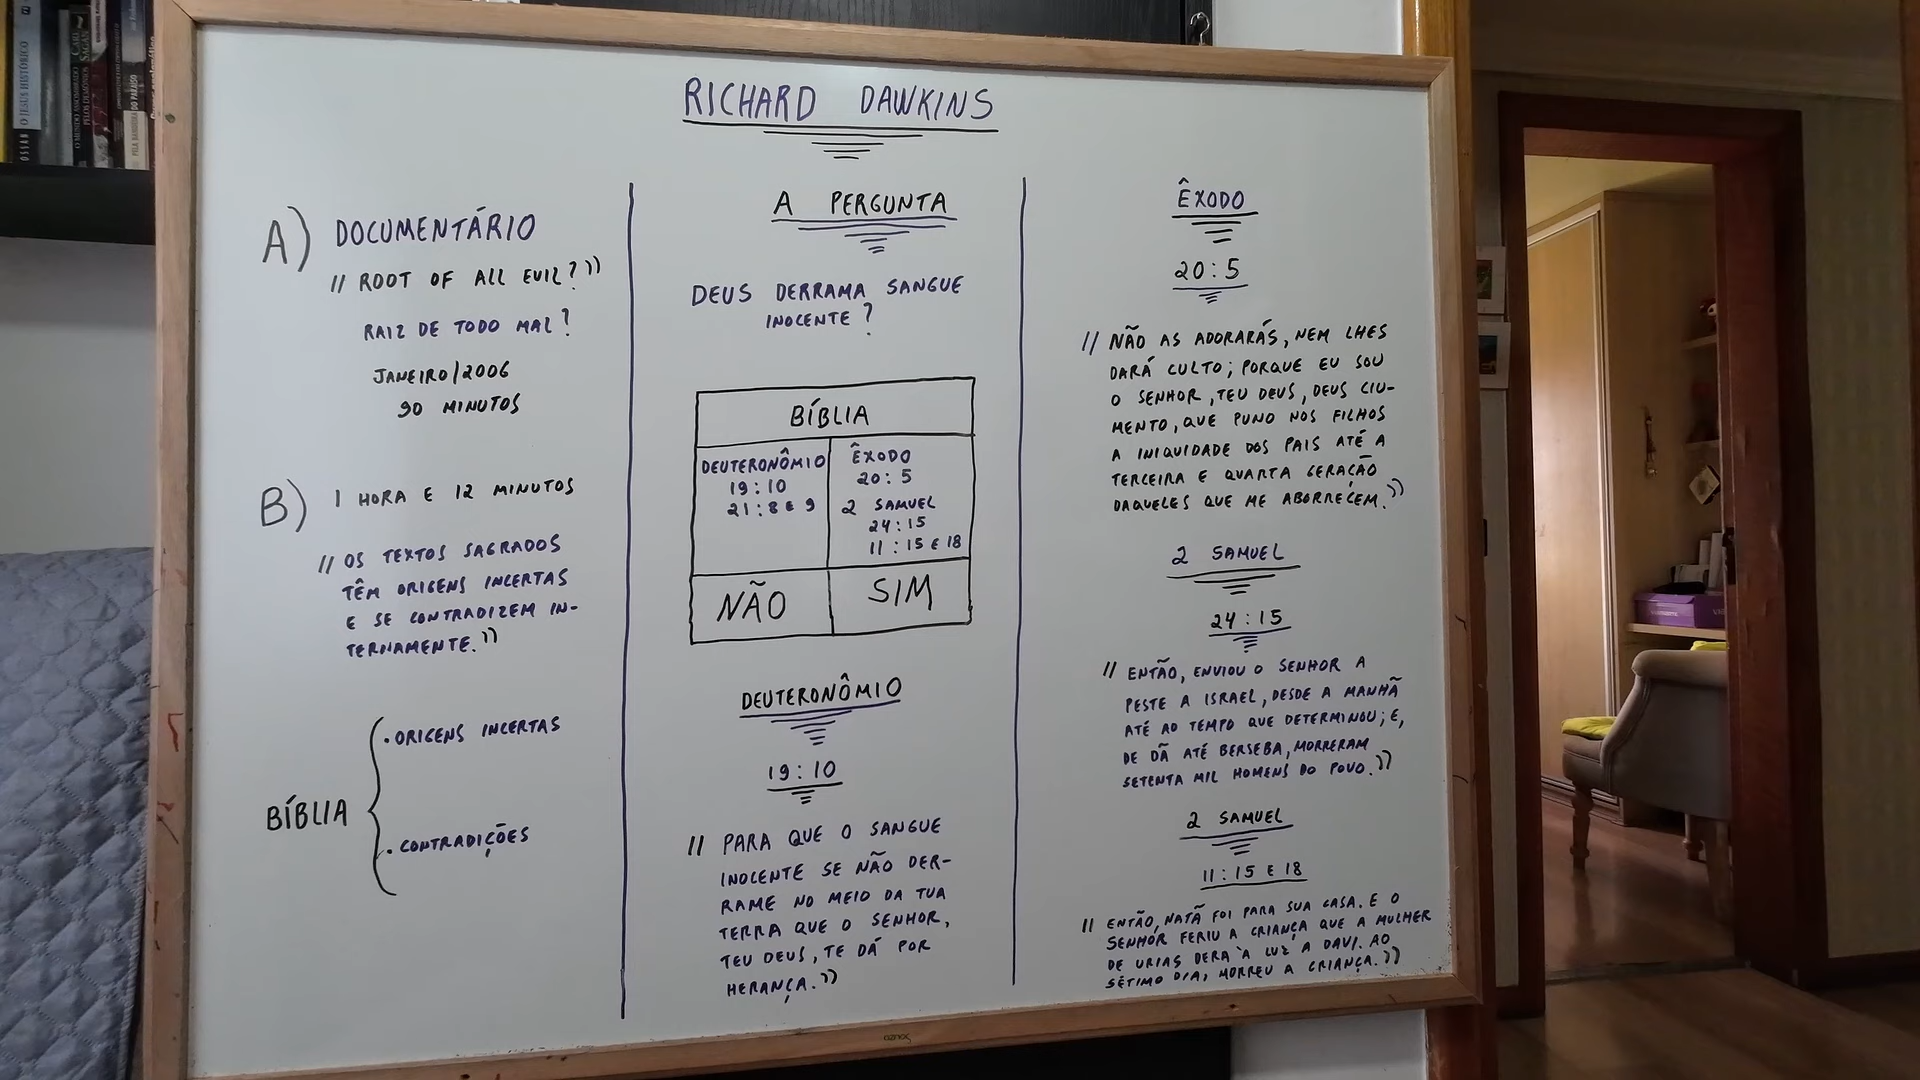 RICHARD DAWKINS
A) DOCUMENTÁRIO
"ROOT OF ALL EVIL?"
RAIZ DE TODO MAL?
JANEIRO/2006
90 MINUTOS
B) 1 HORA E 12 MINUTOS
"OS TEXTOS SAGRADOS
TÊM ORIGENS INCERTAS
E SE CONTRADIZEM IN-
TERNAMENTE."
BÍBLIA
. ORIGENS INCERTAS
. CONTRADIÇÕES
A PERGUNTA
DEUS DERRAMA SANGUE
INOCENTE?
BÍBLIA
DEUTERONÔMIO
19:10
21:8 E 9
ÊXODO
20:5
2 SAMUEL
24:15
11:15 E 18
NÃO
SIM
DEUTERONÔMIO
19:10
"PARA QUE O SANGUE
INOCENTE SE NÃO DER-
RAME NO MEIO DA TUA
TERRA QUE O SENHOR,
TEU DEUS, TE DÁ POR
HERANÇA."
ÊXODO
20:5
"NÃO AS ADORARÁS, NEM LHES
DARÁ CULTO; PORQUE EU SOU
O SENHOR, TEU DEUS, DEUS CIU-
MENTO, QUE PUNO NOS FILHOS
A INIQUIDADE DOS PAIS ATÉ A
TERCEIRA E QUARTA GERAÇÃO
DAQUELES QUE ME ABORRECEM."
2 SAMUEL
24:15
"ENTÃO, ENVIOU O SENHOR A
PESTE A ISRAEL, DESDE A MANHÃ
ATÉ AO TEMPO QUE DETERMINOU; E,
DE DÃ ATÉ BERSEBA, MORRERAM
SETENTA MIL HOMENS DO POVO."
2 SAMUEL
11:15 E 18
"ENTÃO, NATÃ FOI PARA SUA CASA. E O
SENHOR FERIU A CRIANÇA QUE A MULHER
DE URIAS DERA À LUZ A DAVI. AO
SÉTIMO DIA, MORREU A CRIANÇA."
O JESUS HISTÓRICO
CARL SAGAN
O MUNDO ASSOMBRADO
PELOS DEMÔNIOS